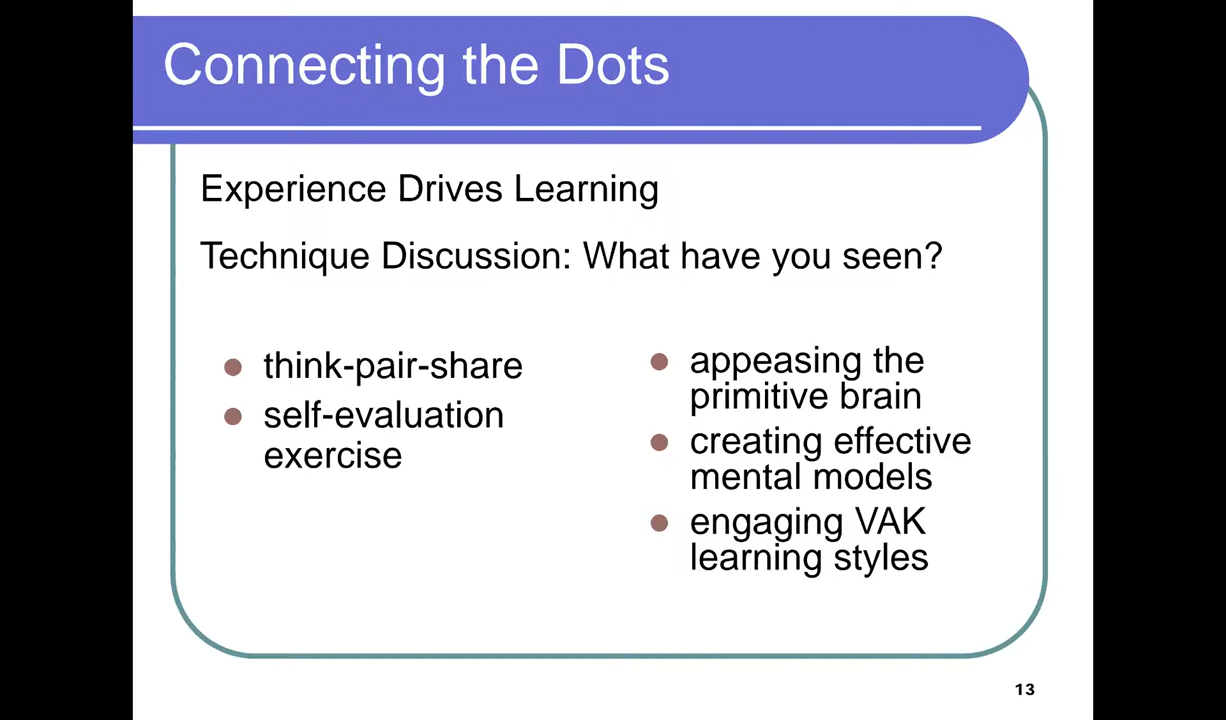 Connecting the Dots
Experience Drives Learning
Technique Discussion: What have you seen?
think-pair-share
self-evaluation
exercise
appeasing the
primitive brain
creating effective
mental models
engaging VAK
learning styles
13